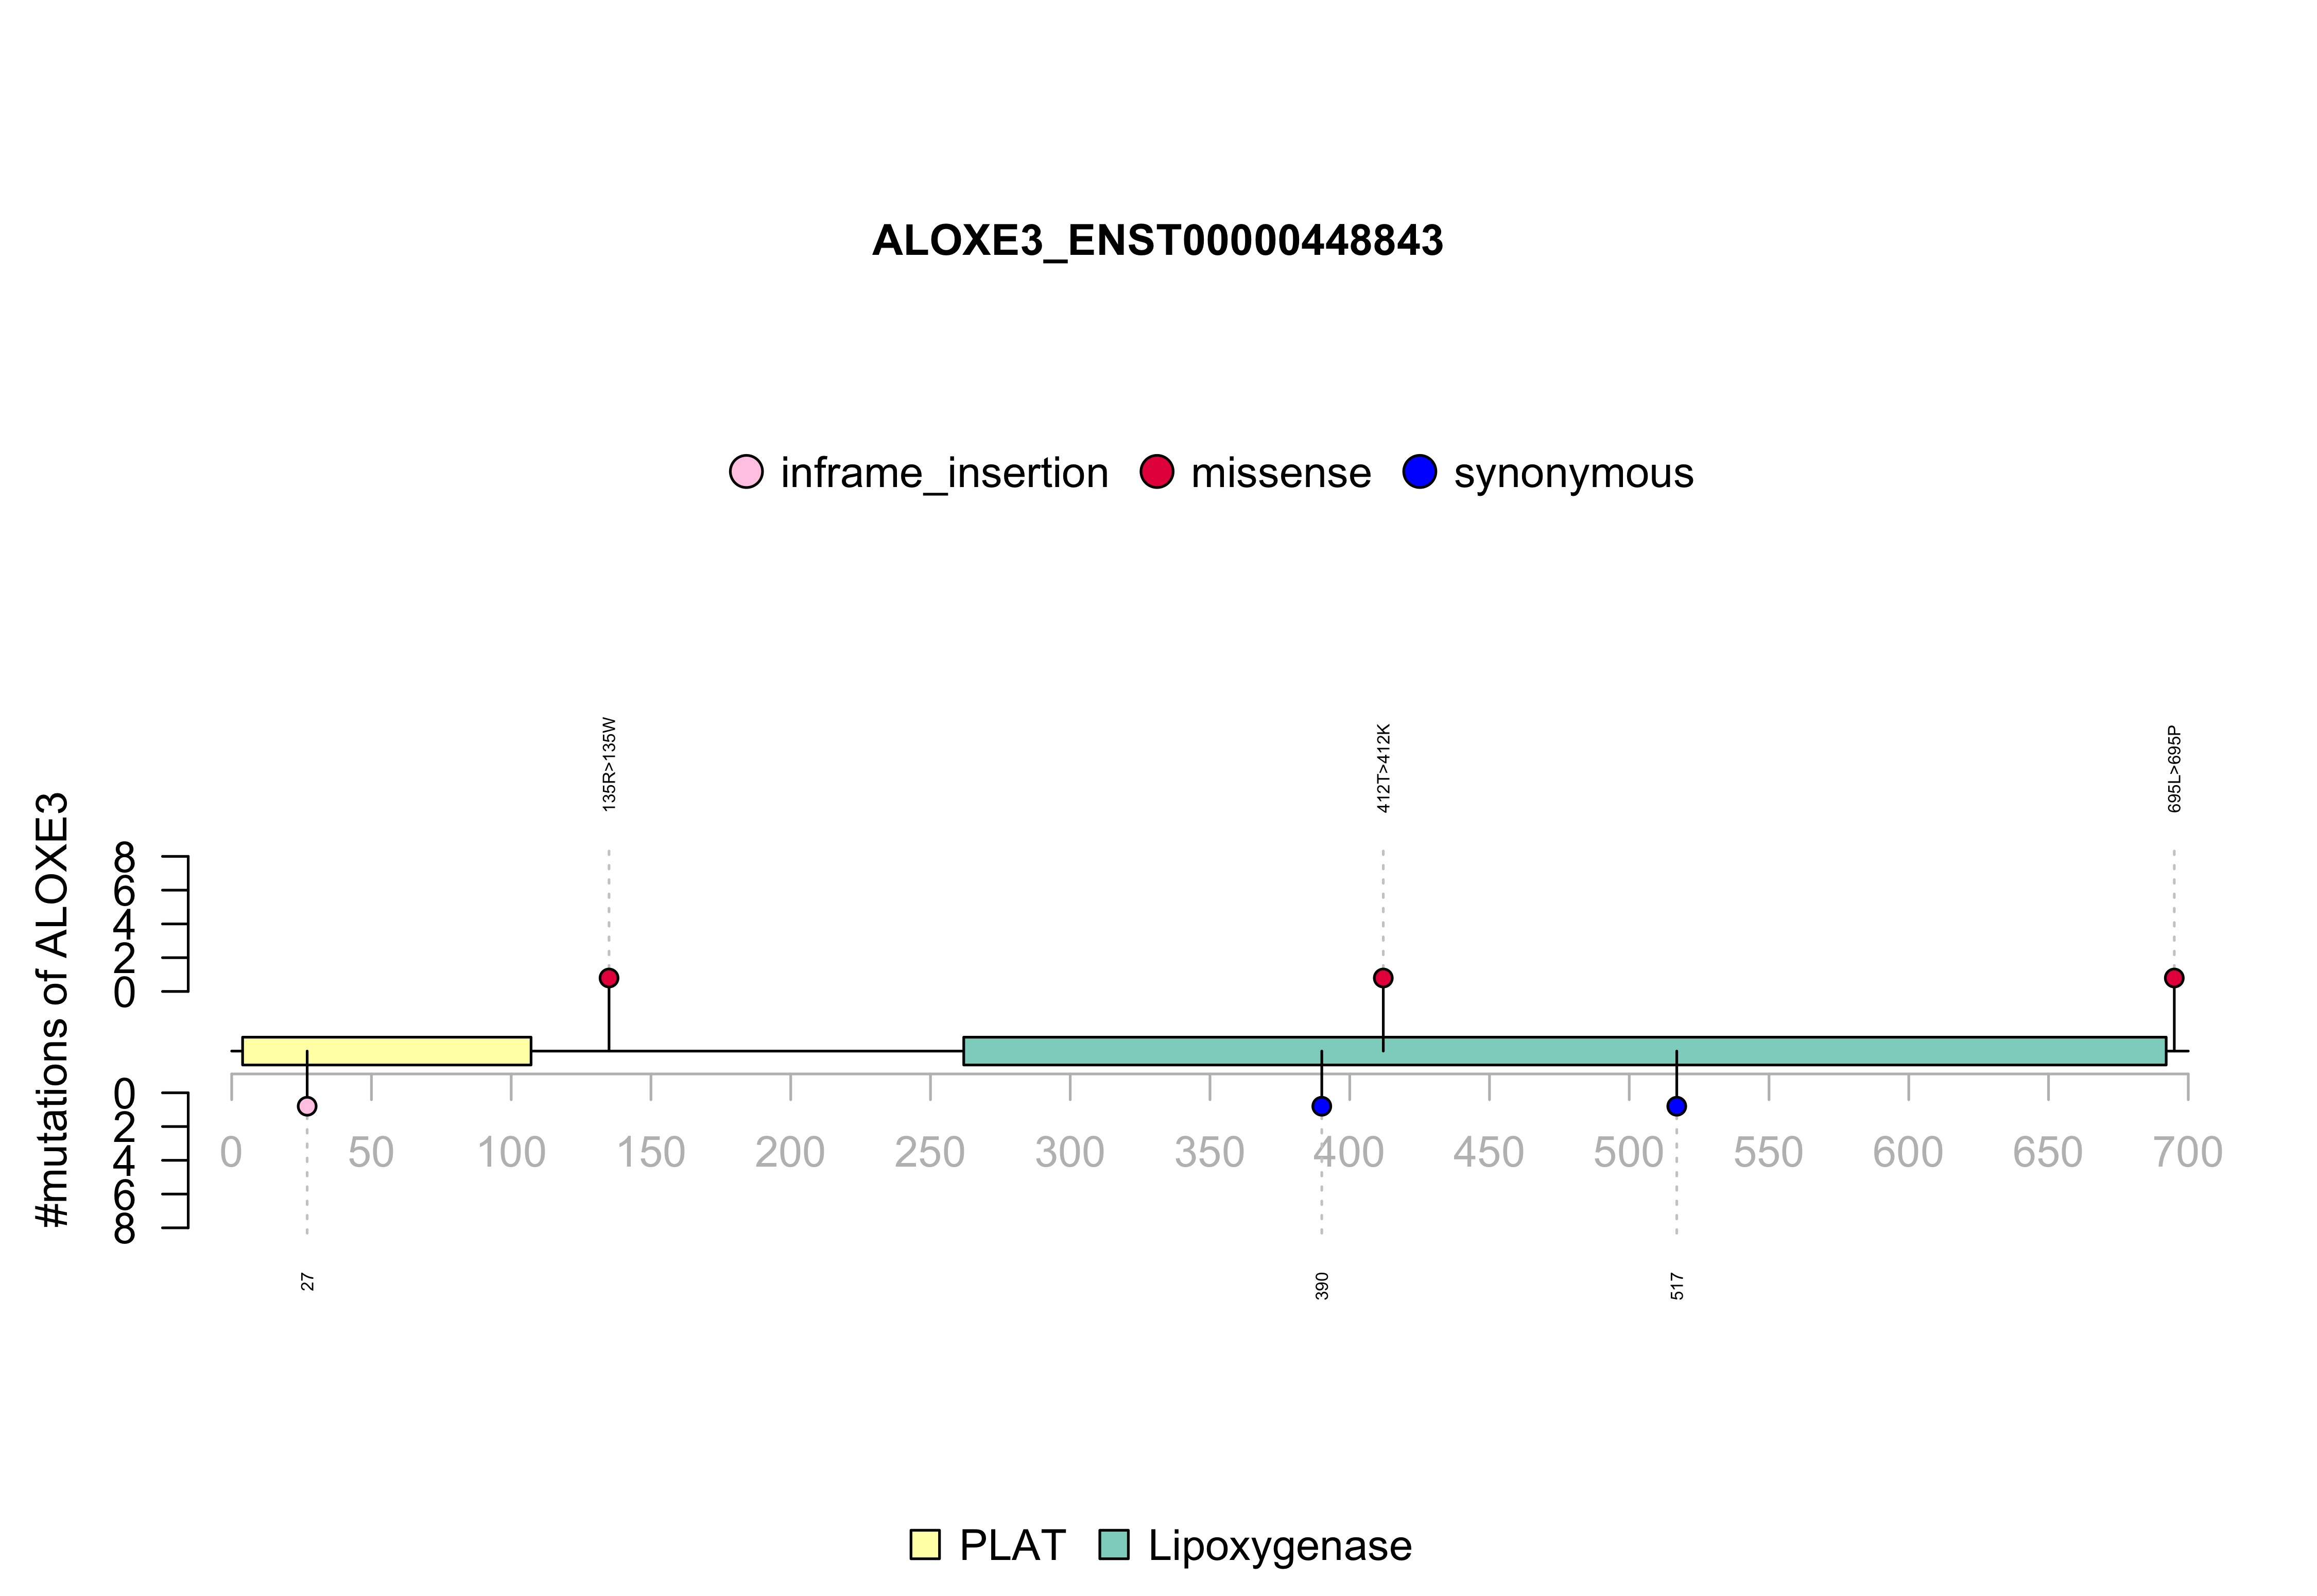 ALOXE3_ENST00000448843
inframe_insertion missense synonymous
135R>135W 412T>412K 695L>695P
#mutations of ALOXE3
8
6
4
2
0
0
2
4
6
8
0 50 100 150 200 250 300 350 400 450 500 550 600 650 700
27 390 517
PLAT Lipoxygenase